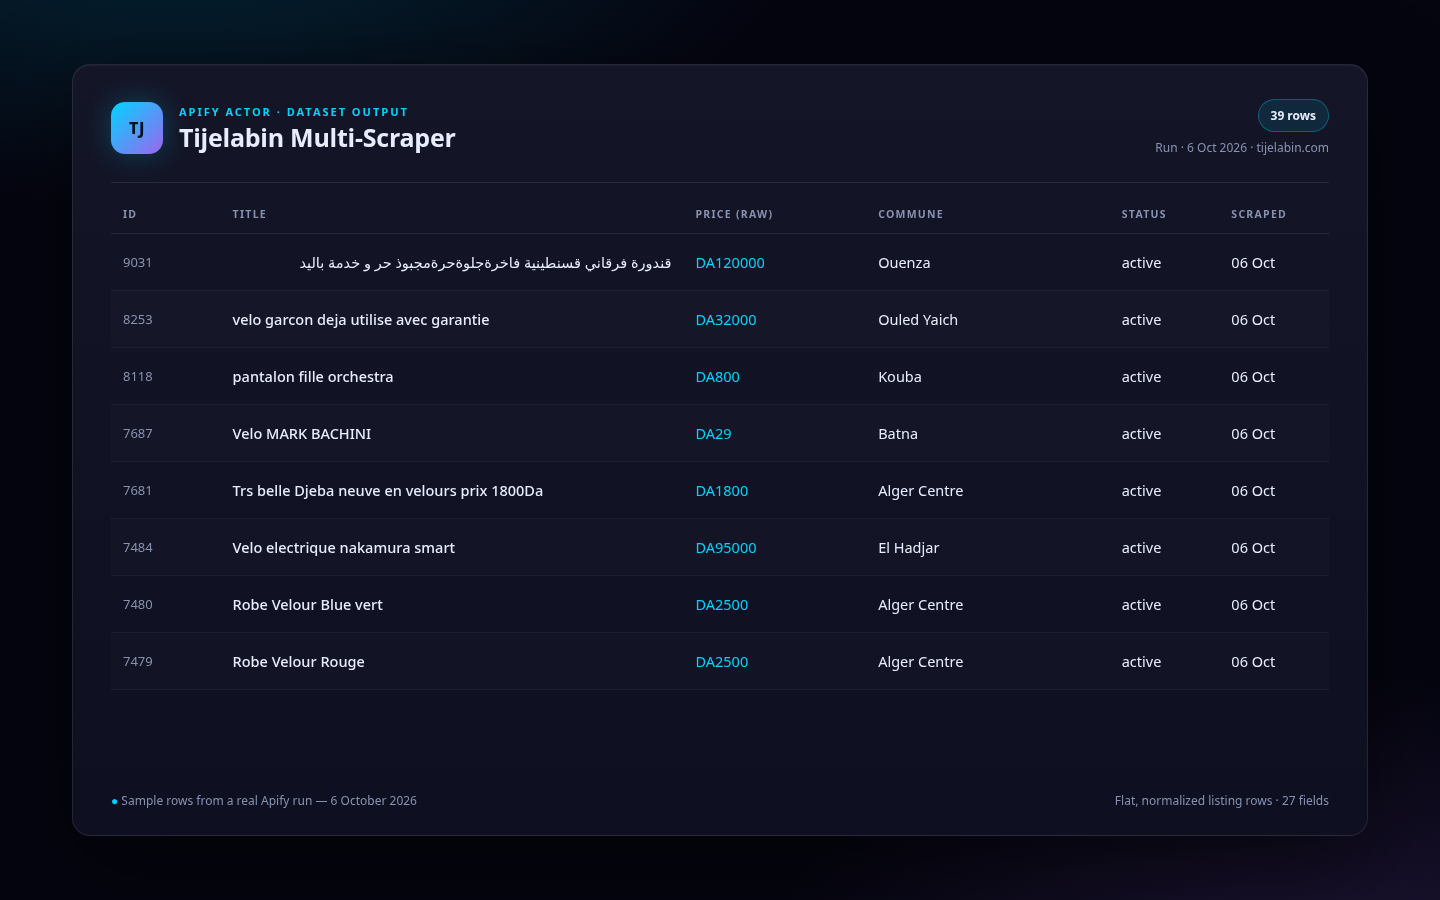 TJ
APIFY ACTOR · DATASET OUTPUT
Tijelabin Multi-Scraper
39 rows
Run · 6 Oct 2026 · tijelabin.com
ID TITLE PRICE (RAW) COMMUNE STATUS SCRAPED
9031 قندورة فرقاني قسنطينية فاخرةجلوةحرةمجبوذ حر و خدمة باليد DA120000 Ouenza active 06 Oct
8253 velo garcon deja utilise avec garantie DA32000 Ouled Yaich active 06 Oct
8118 pantalon fille orchestra DA800 Kouba active 06 Oct
7687 Velo MARK BACHINI DA29 Batna active 06 Oct
7681 Trs belle Djeba neuve en velours prix 1800Da DA1800 Alger Centre active 06 Oct
7484 Velo electrique nakamura smart DA95000 El Hadjar active 06 Oct
7480 Robe Velour Blue vert DA2500 Alger Centre active 06 Oct
7479 Robe Velour Rouge DA2500 Alger Centre active 06 Oct
● Sample rows from a real Apify run — 6 October 2026
Flat, normalized listing rows · 27 fields